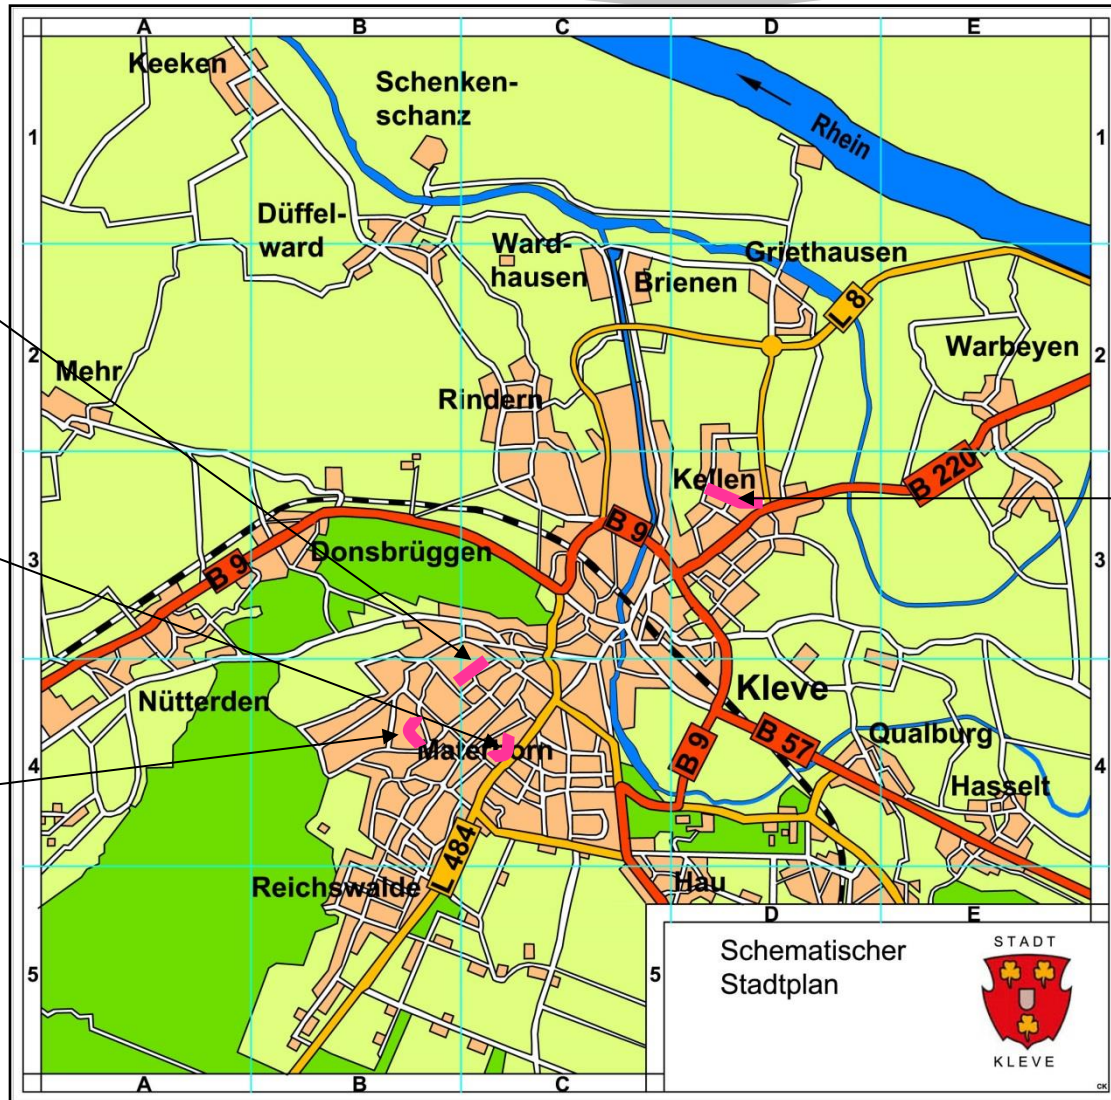 A B C D E
Keeken
Schenken-
schanz
1 1
Rhein
Düffel-
ward
Ward-
hausen
Griethausen
Brienen
L 8
2 2
Mehr
Warbeyen
Rindern
Kellen
B 220
B 9
Donsbrüggen
3 3
B 9
Nütterden
Kleve
B 9
B 57
Qualburg
Materborn
4 4
Hasselt
L 484
Reichswalde
Hau
D E
Schematischer
Stadtplan
STADT
KLEVE
5 5
A B C
CK